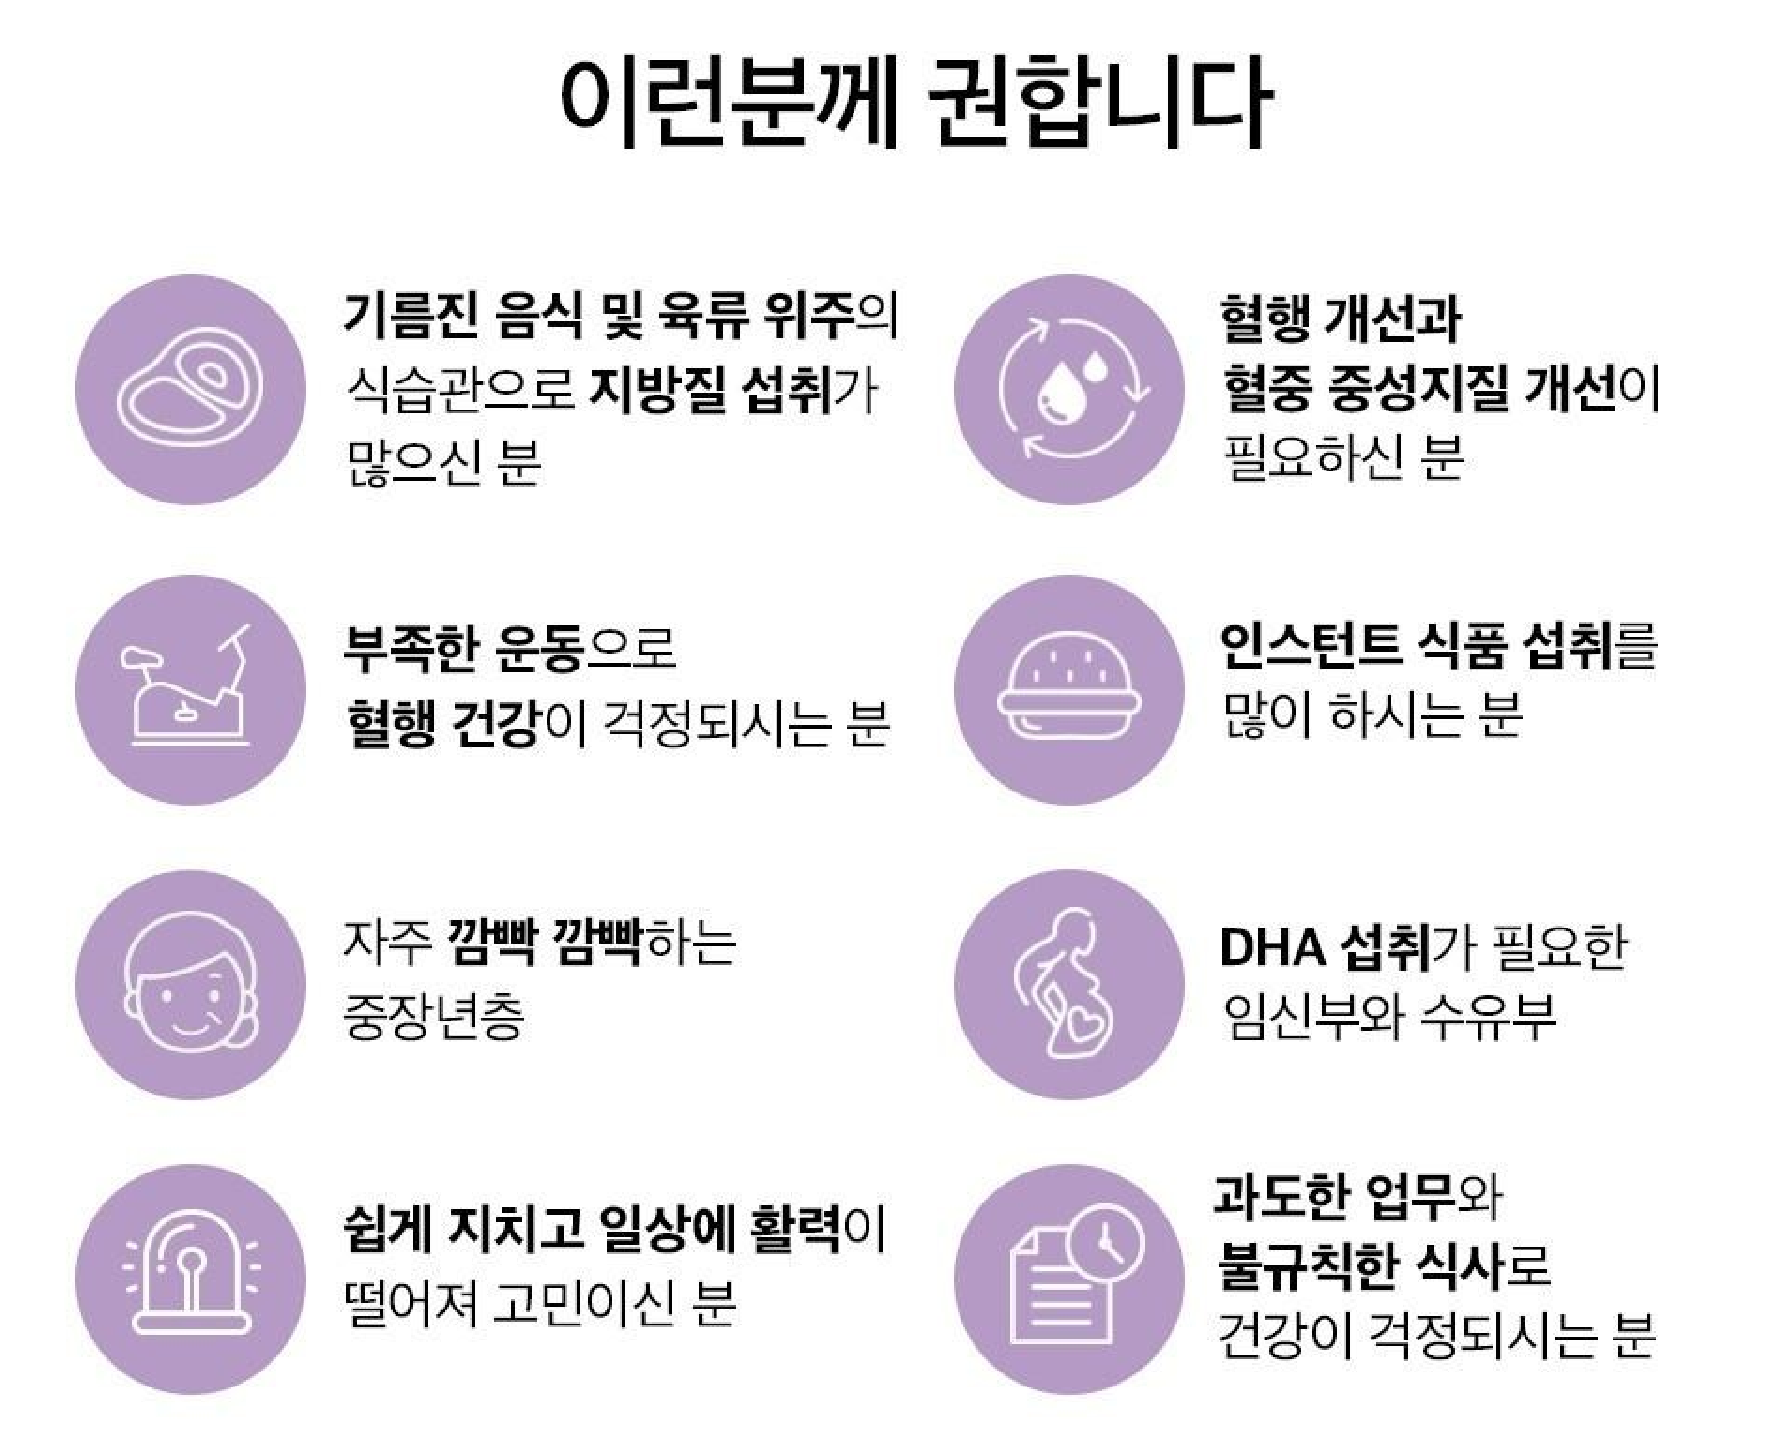 이런분께 권합니다
기름진 음식 및 육류 위주의
식습관으로 지방질 섭취가
많으신 분
혈행 개선과
혈중 중성지질 개선이
필요하신 분
부족한 운동으로
혈행 건강이 걱정되시는 분
인스턴트 식품 섭취를
많이 하시는 분
자주 깜빡 깜빡하는
중장년층
DHA 섭취가 필요한
임신부와 수유부
쉽게 지치고 일상에 활력이
떨어져 고민이신 분
과도한 업무와
불규칙한 식사로
건강이 걱정되시는 분